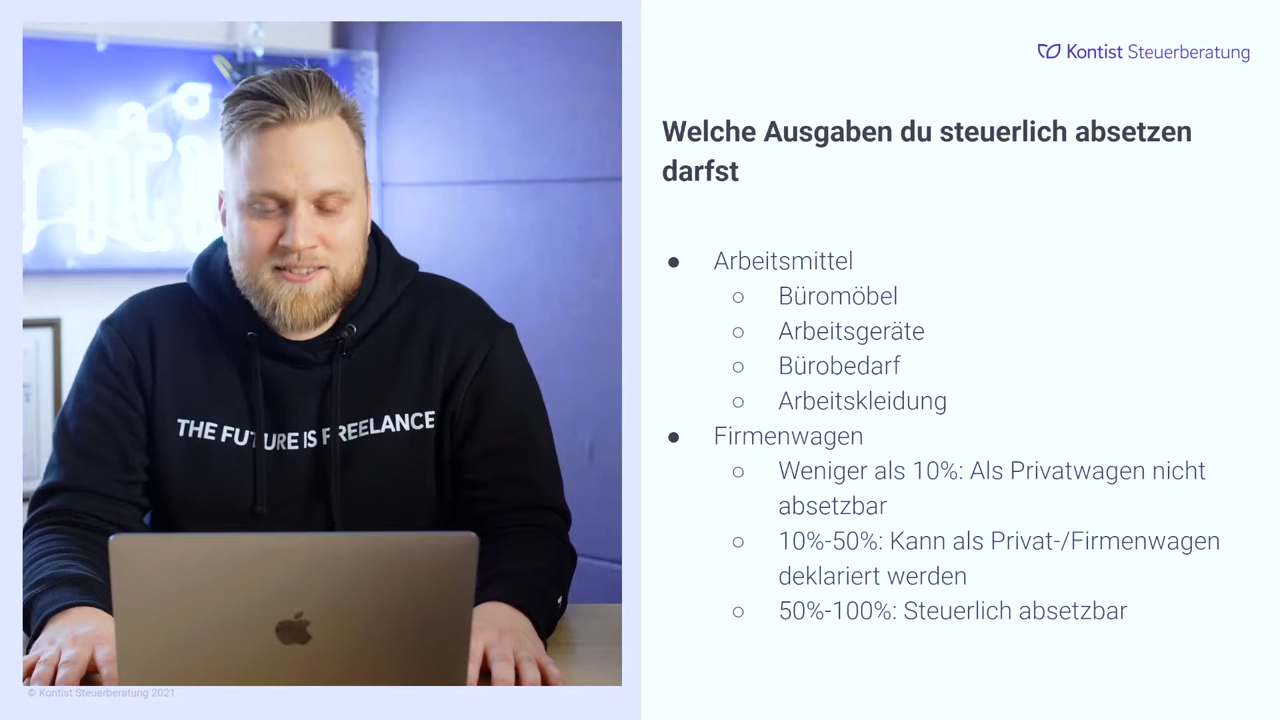 Kontist Steuerberatung
Welche Ausgaben du steuerlich absetzen
darfst
● Arbeitsmittel
○ Büromöbel
○ Arbeitsgeräte
○ Bürobedarf
○ Arbeitskleidung
● Firmenwagen
○ Weniger als 10%: Als Privatwagen nicht
absetzbar
○ 10%-50%: Kann als Privat-/Firmenwagen
deklariert werden
○ 50%-100%: Steuerlich absetzbar
THE FUTURE IS FREELANCE
© Kontist Steuerberatung 2021